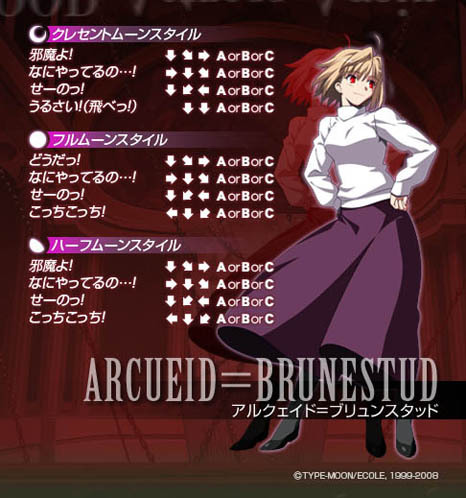 クレセントムーンスタイル
邪魔よ! ⬇⬊➡ AorBorC
なにやってるの…! ➡⬇⬊ AorBorC
せーのっ! ⬇⬋⬅ AorBorC
うるさい!(飛べっ!) ⬇⬇ AorBorC
フルムーンスタイル
どうだっ! ⬇⬊➡ AorBorC
なにやってるの…! ➡⬇⬊ AorBorC
せーのっ! ⬇⬋⬅ AorBorC
こっちこっち! ⬅⬇⬋ AorBorC
ハーフムーンスタイル
邪魔よ! ⬇⬊➡ AorBorC
なにやってるの…! ➡⬇⬊ AorBorC
せーのっ! ⬇⬋⬅ AorBorC
こっちこっち! ⬅⬇⬋ AorBorC
ARCUEID=BRUNESTUD
アルクェイド=ブリュンスタッド
©TYPE-MOON/ECOLE, 1999-2008